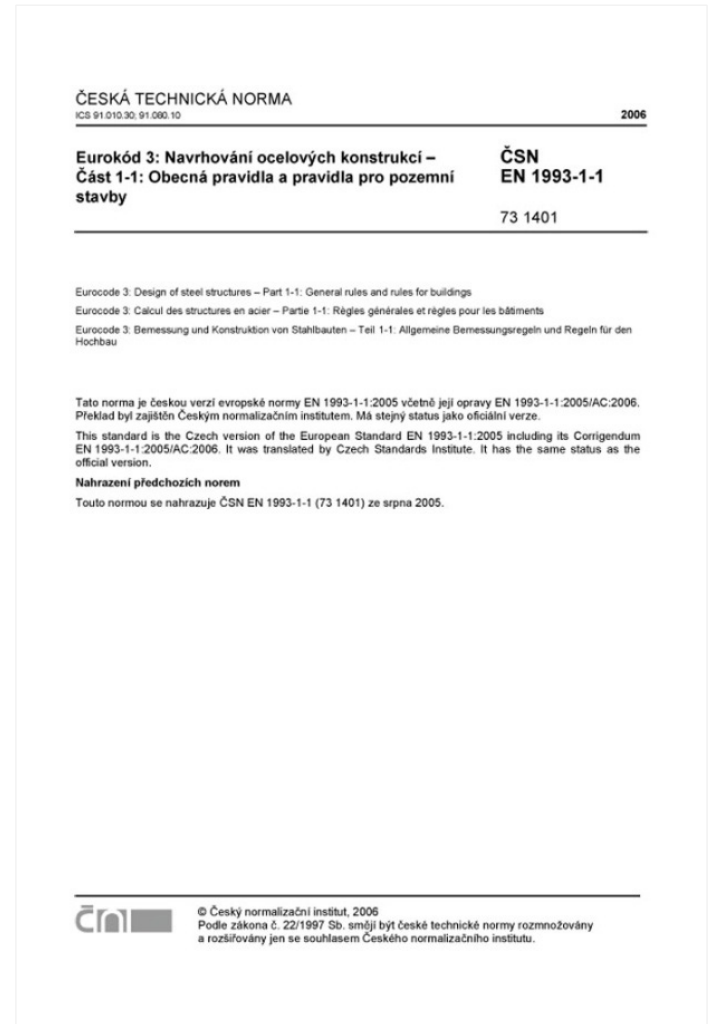 ČESKÁ TECHNICKÁ NORMA
ICS 91.010.30; 91.080.10
2006
Eurokód 3: Navrhování ocelových konstrukcí –
Část 1-1: Obecná pravidla a pravidla pro pozemní
stavby
ČSN
EN 1993-1-1
73 1401
Eurocode 3: Design of steel structures – Part 1-1: General rules and rules for buildings
Eurocode 3: Calcul des structures en acier – Partie 1-1: Règles générales et règles pour les bâtiments
Eurocode 3: Bemessung und Konstruktion von Stahlbauten – Teil 1-1: Allgemeine Bemessungsregeln und Regeln für den
Hochbau
Tato norma je českou verzí evropské normy EN 1993-1-1:2005 včetně její opravy EN 1993-1-1:2005/AC:2006.
Překlad byl zajištěn Českým normalizačním institutem. Má stejný status jako oficiální verze.
This standard is the Czech version of the European Standard EN 1993-1-1:2005 including its Corrigendum
EN 1993-1-1:2005/AC:2006. It was translated by Czech Standards Institute. It has the same status as the
official version.
Nahrazení předchozích norem
Touto normou se nahrazuje ČSN EN 1993-1-1 (73 1401) ze srpna 2005.
čni
© Český normalizační institut, 2006
Podle zákona č. 22/1997 Sb. smějí být české technické normy rozmnožovány
a rozšiřovány jen se souhlasem Českého normalizačního institutu.